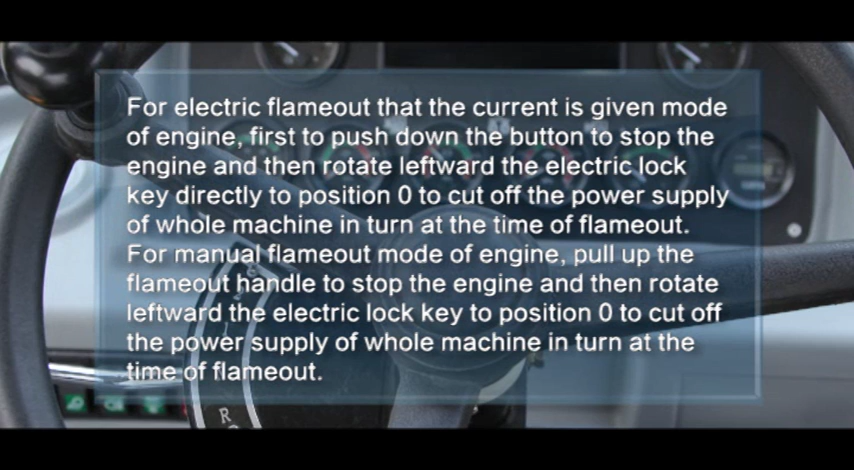 For electric flameout that the current is given mode
of engine, first to push down the button to stop the
engine and then rotate leftward the electric lock
key directly to position 0 to cut off the power supply
of whole machine in turn at the time of flameout.
For manual flameout mode of engine, pull up the
flameout handle to stop the engine and then rotate
leftward the electric lock key to position 0 to cut off
the power supply of whole machine in turn at the
time of flameout.
R